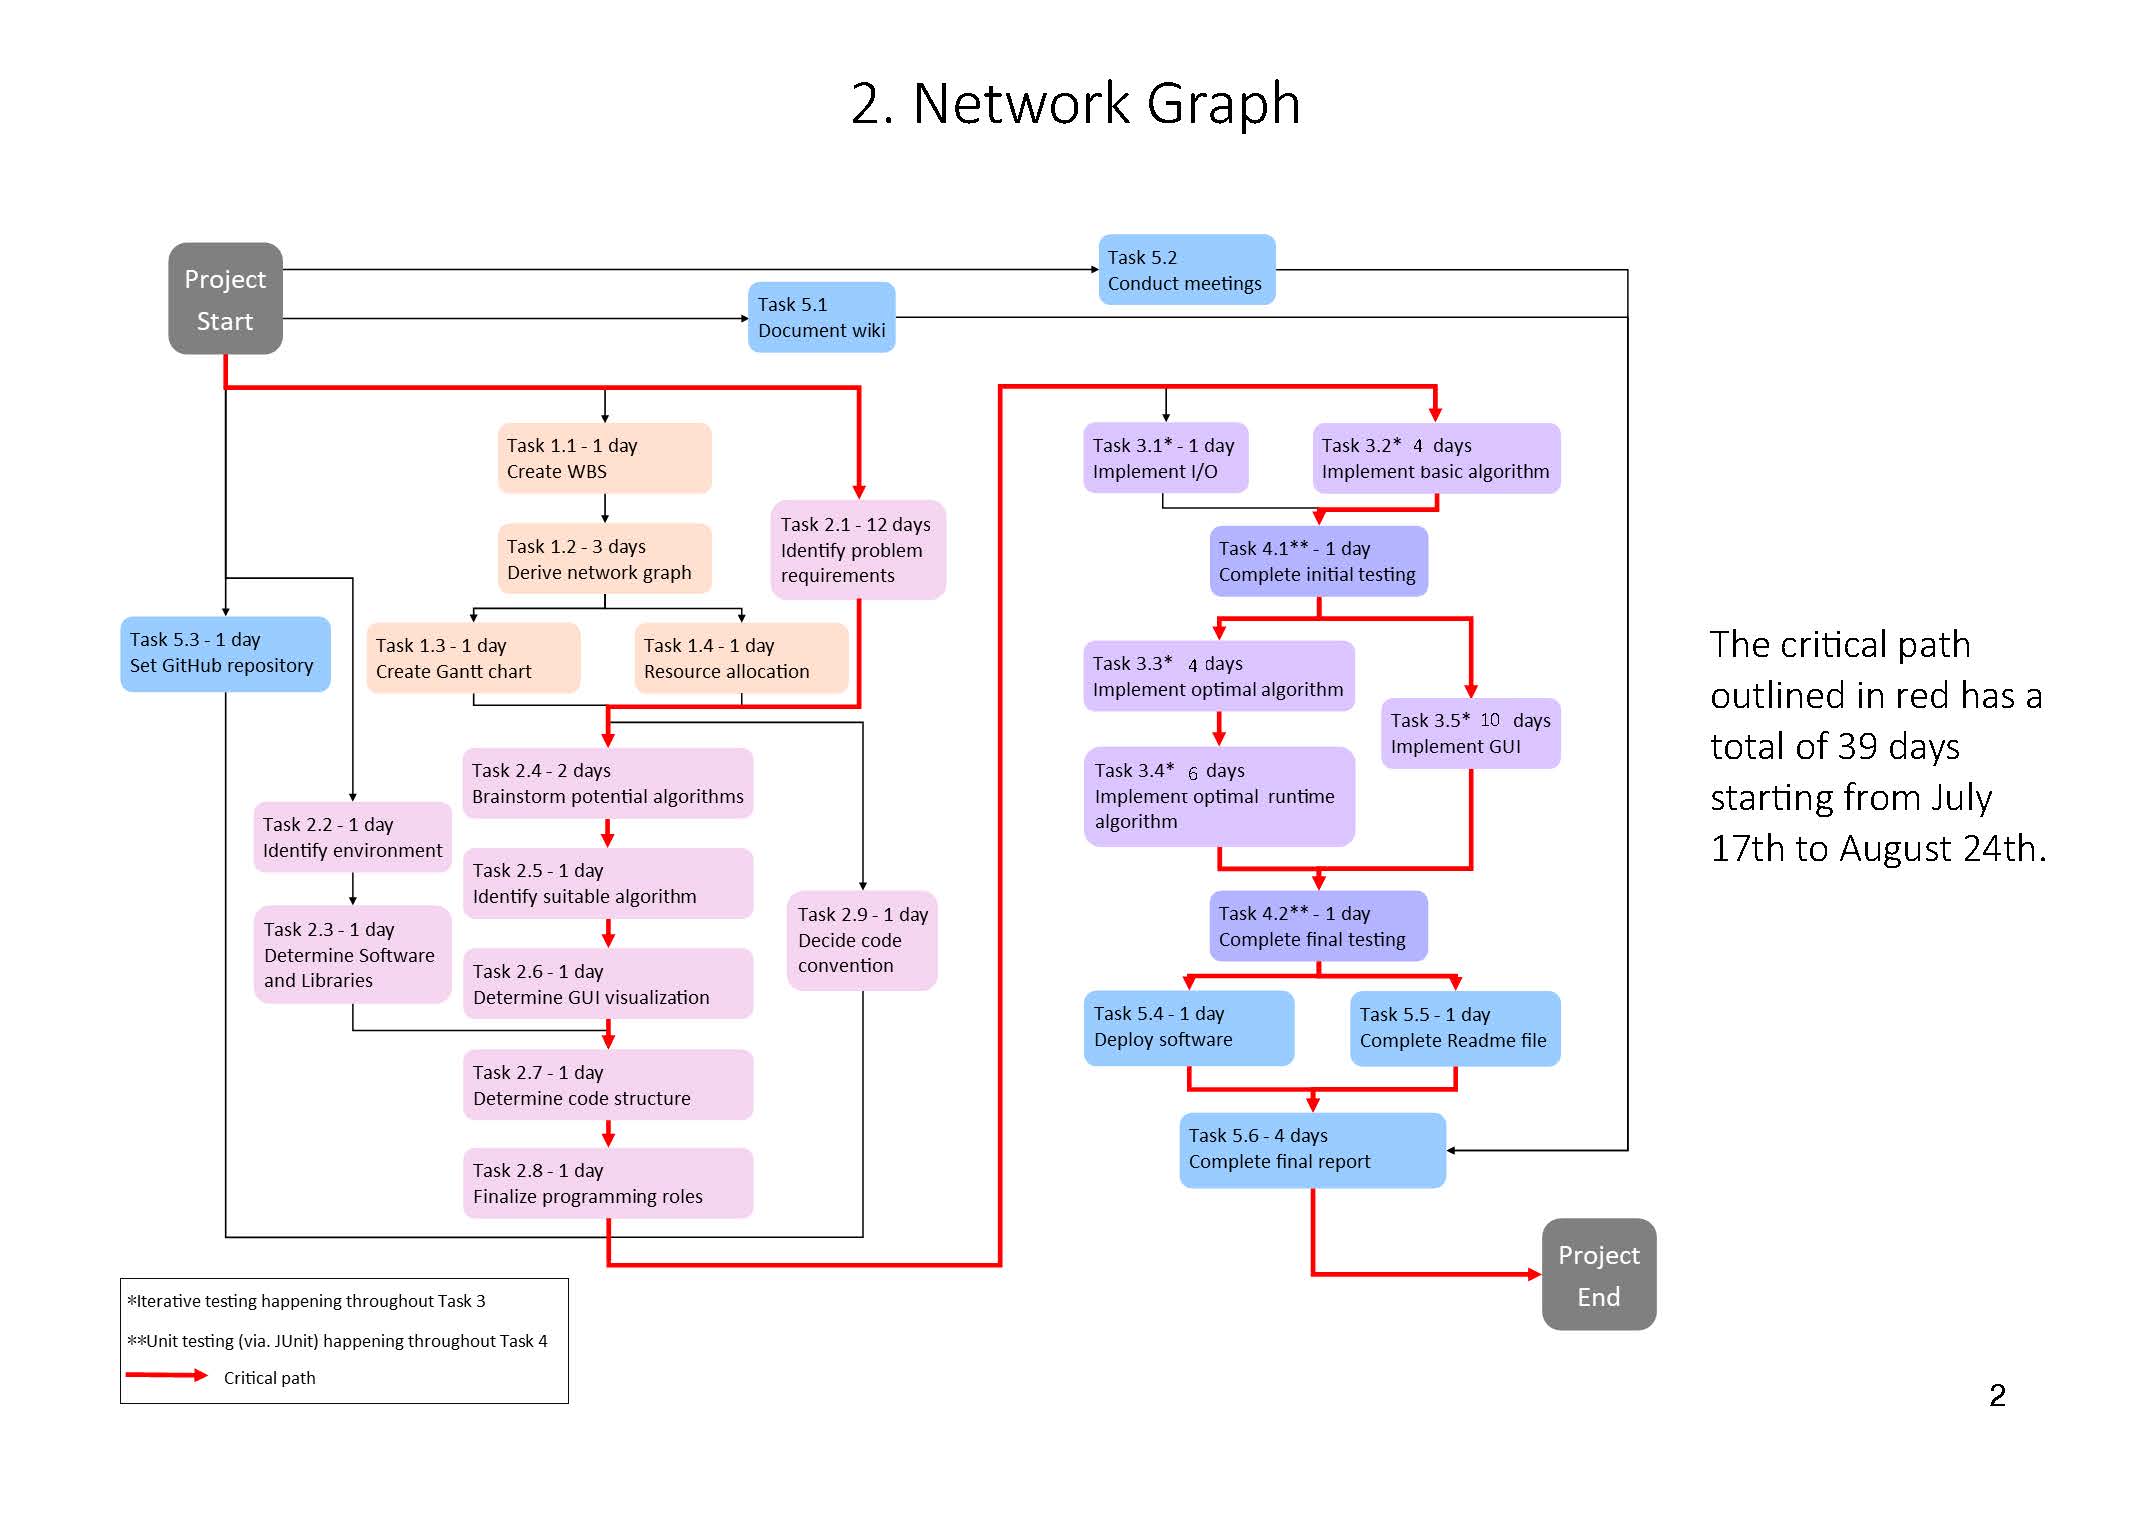 2. Network Graph
Project
Start
Task 5.2
Conduct meetings
Task 5.1
Document wiki
Task 1.1 - 1 day
Create WBS
Task 1.2 - 3 days
Derive network graph
Task 2.1 - 12 days
Identify problem
requirements
Task 5.3 - 1 day
Set GitHub repository
Task 1.3 - 1 day
Create Gantt chart
Task 1.4 - 1 day
Resource allocation
Task 2.4 - 2 days
Brainstorm potential algorithms
Task 2.2 - 1 day
Identify environment
Task 2.5 - 1 day
Identify suitable algorithm
Task 2.3 - 1 day
Determine Software
and Libraries
Task 2.9 - 1 day
Decide code
convention
Task 2.6 - 1 day
Determine GUI visualization
Task 2.7 - 1 day
Determine code structure
Task 2.8 - 1 day
Finalize programming roles
Task 3.1* - 1 day
Implement I/O
Task 3.2* 4 days
Implement basic algorithm
Task 4.1** - 1 day
Complete initial testing
Task 3.3* 4 days
Implement optimal algorithm
Task 3.5* 10 days
Implement GUI
Task 3.4* 6 days
Implement optimal runtime
algorithm
Task 4.2** - 1 day
Complete final testing
Task 5.4 - 1 day
Deploy software
Task 5.5 - 1 day
Complete Readme file
Task 5.6 - 4 days
Complete final report
Project
End
The critical path
outlined in red has a
total of 39 days
starting from July
17th to August 24th.
*Iterative testing happening throughout Task 3
**Unit testing (via. JUnit) happening throughout Task 4
Critical path
2